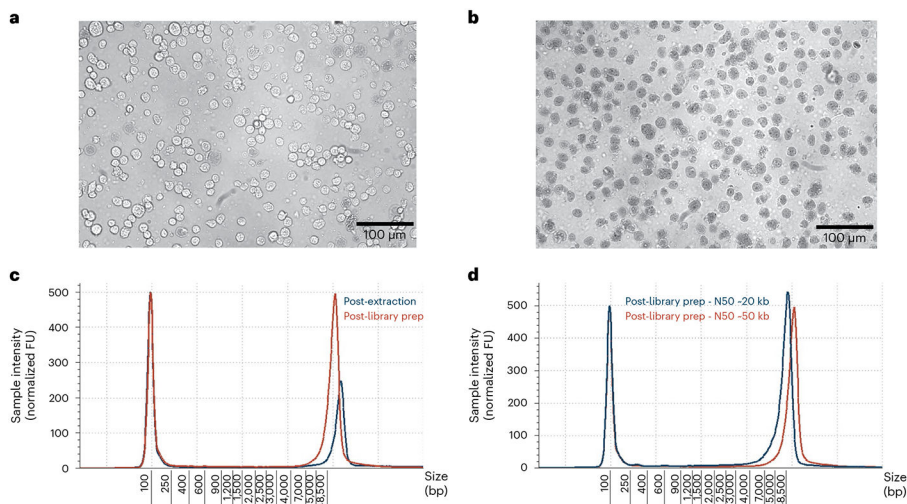 a
b
100 µm
100 µm
c
d
Sample intensity
(normalized FU)
500
400
300
200
100
0
Post-extraction
Post-library prep
100
250
400
600
900
1,200
1,500
2,000
2,500
3,000
4,000
7,000
15,000
48,500
Size
(bp)
Sample intensity
(normalized FU)
500
400
300
200
100
0
Post-library prep - N50 ~20 kb
Post-library prep - N50 ~50 kb
100
250
400
600
900
1,200
1,500
2,000
2,500
3,000
4,000
7,000
15,000
48,500
Size
(bp)